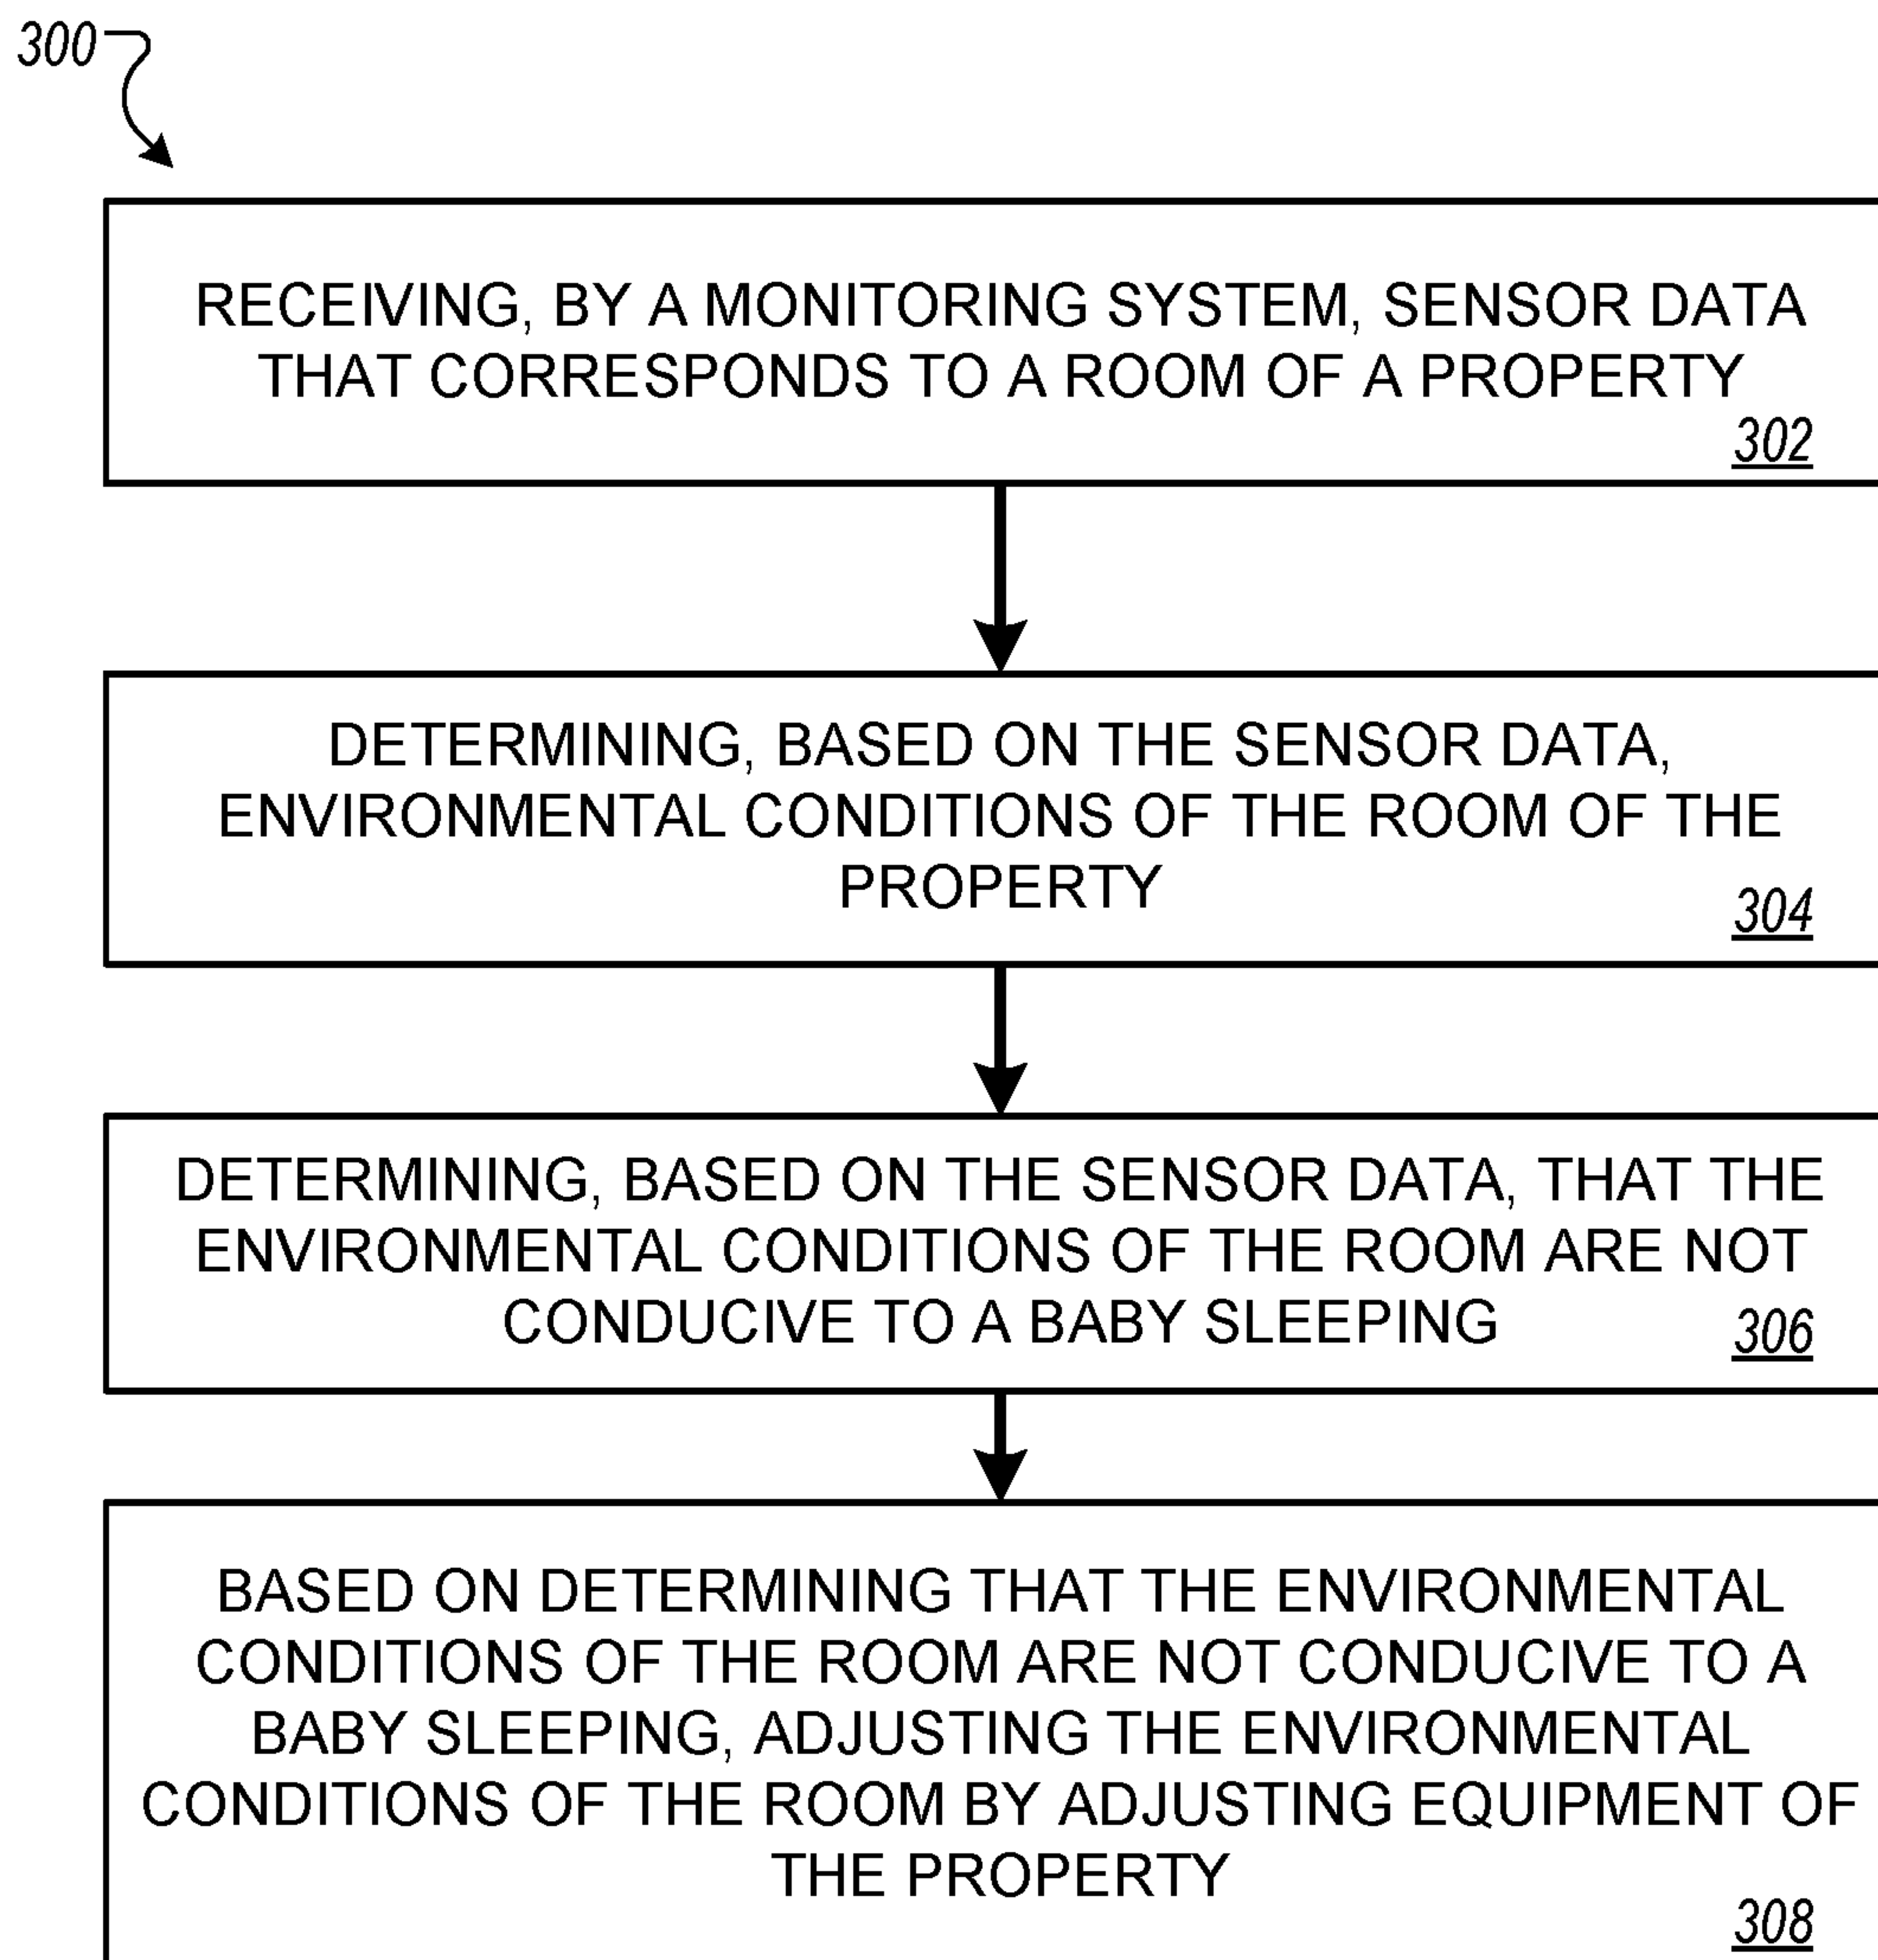 300
RECEIVING, BY A MONITORING SYSTEM, SENSOR DATA
THAT CORRESPONDS TO A ROOM OF A PROPERTY
302
DETERMINING, BASED ON THE SENSOR DATA,
ENVIRONMENTAL CONDITIONS OF THE ROOM OF THE
PROPERTY
304
DETERMINING, BASED ON THE SENSOR DATA, THAT THE
ENVIRONMENTAL CONDITIONS OF THE ROOM ARE NOT
CONDUCIVE TO A BABY SLEEPING
306
BASED ON DETERMINING THAT THE ENVIRONMENTAL
CONDITIONS OF THE ROOM ARE NOT CONDUCIVE TO A
BABY SLEEPING, ADJUSTING THE ENVIRONMENTAL
CONDITIONS OF THE ROOM BY ADJUSTING EQUIPMENT OF
THE PROPERTY
308